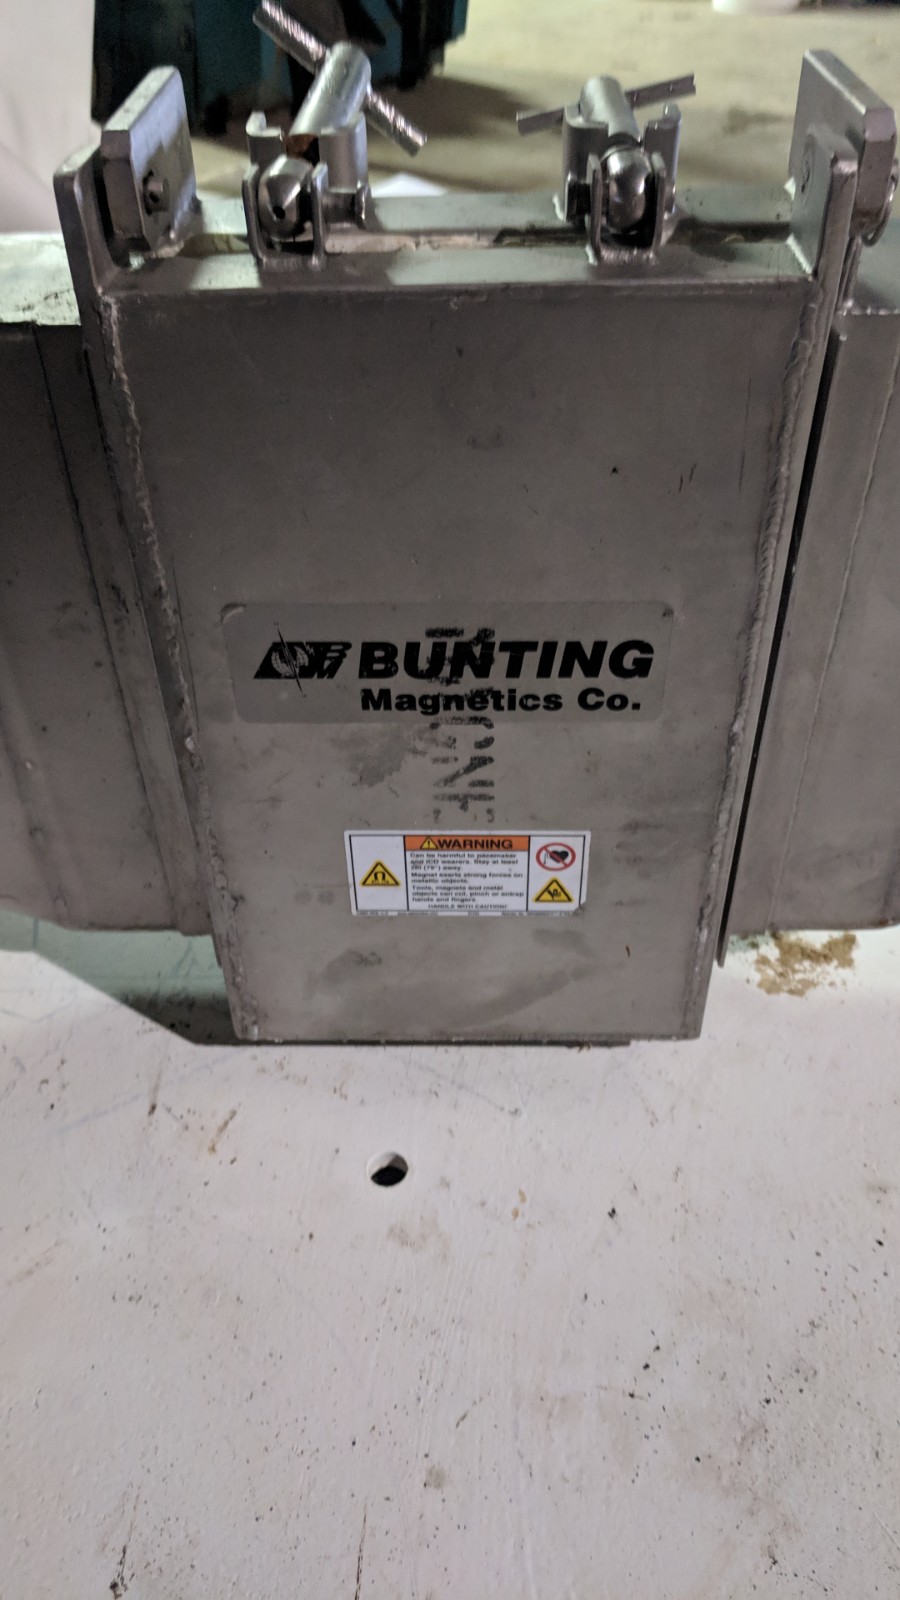 BUNTING
Magnetics Co.
WARNING
Can be harmful to pacemaker
and ICD wearers. Stay at least
Magnet exerts strong forces on
metallic objects.
Tools, magnets and metal
objects can cut, pinch or entrap
hands and fingers.
HANDLE WITH CAUTION!